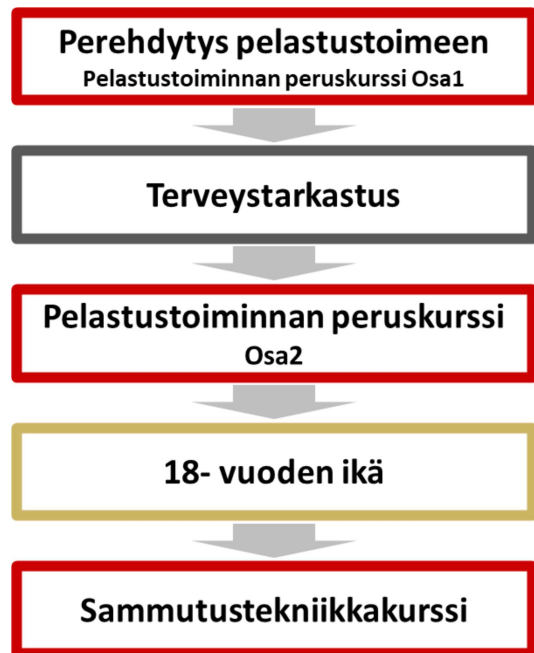 Perehdytys pelastustoimeen
Pelastustoiminnan peruskurssi Osa1
Terveystarkastus
Pelastustoiminnan peruskurssi
Osa2
18- vuoden ikä
Sammutustekniikkakurssi